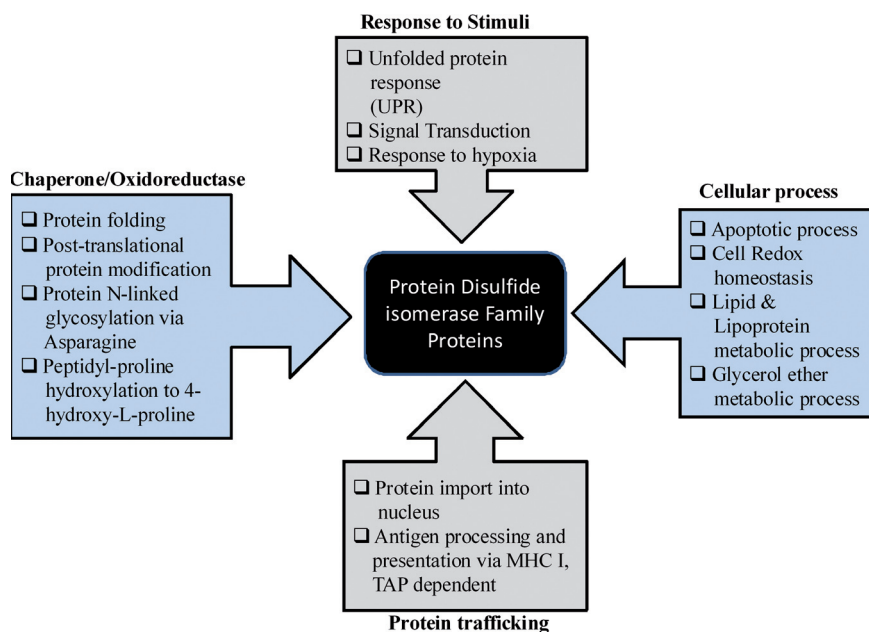 Response to Stimuli
❑ Unfolded protein
response
(UPR)
❑ Signal Transduction
❑ Response to hypoxia
Chaperone/Oxidoreductase
❑ Protein folding
❑ Post-translational
protein modification
❑ Protein N-linked
glycosylation via
Asparagine
❑ Peptidyl-proline
hydroxylation to 4-
hydroxy-L-proline
Protein Disulfide
isomerase Family
Proteins
Cellular process
❑ Apoptotic process
❑ Cell Redox
homeostasis
❑ Lipid &
Lipoprotein
metabolic process
❑ Glycerol ether
metabolic process
❑ Protein import into
nucleus
❑ Antigen processing and
presentation via MHC I,
TAP dependent
Protein trafficking